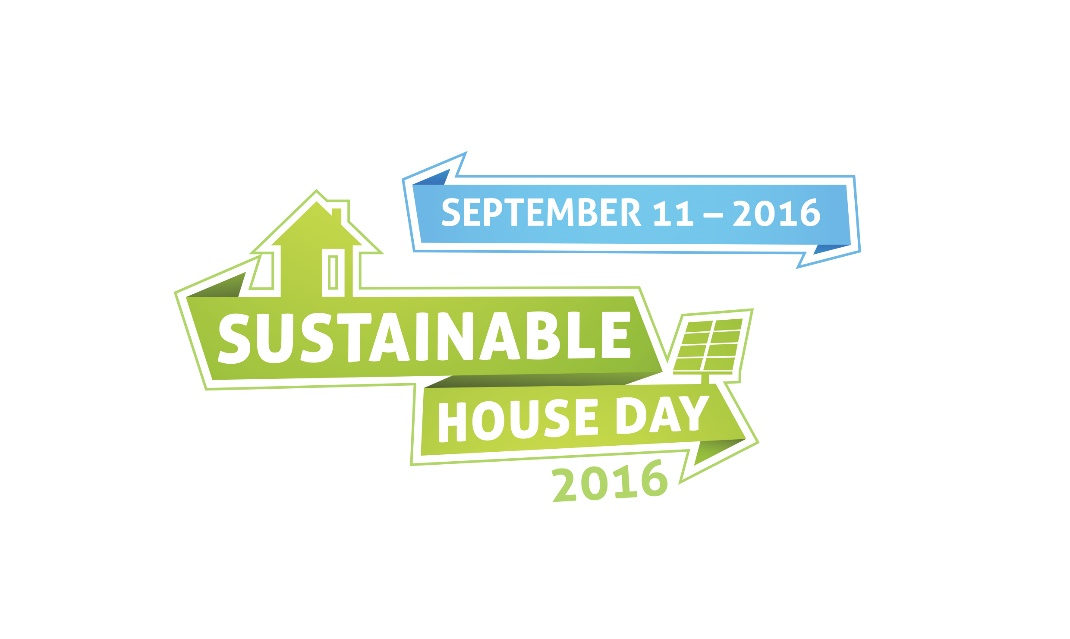 SEPTEMBER 11 – 2016
SUSTAINABLE
HOUSE DAY
2016